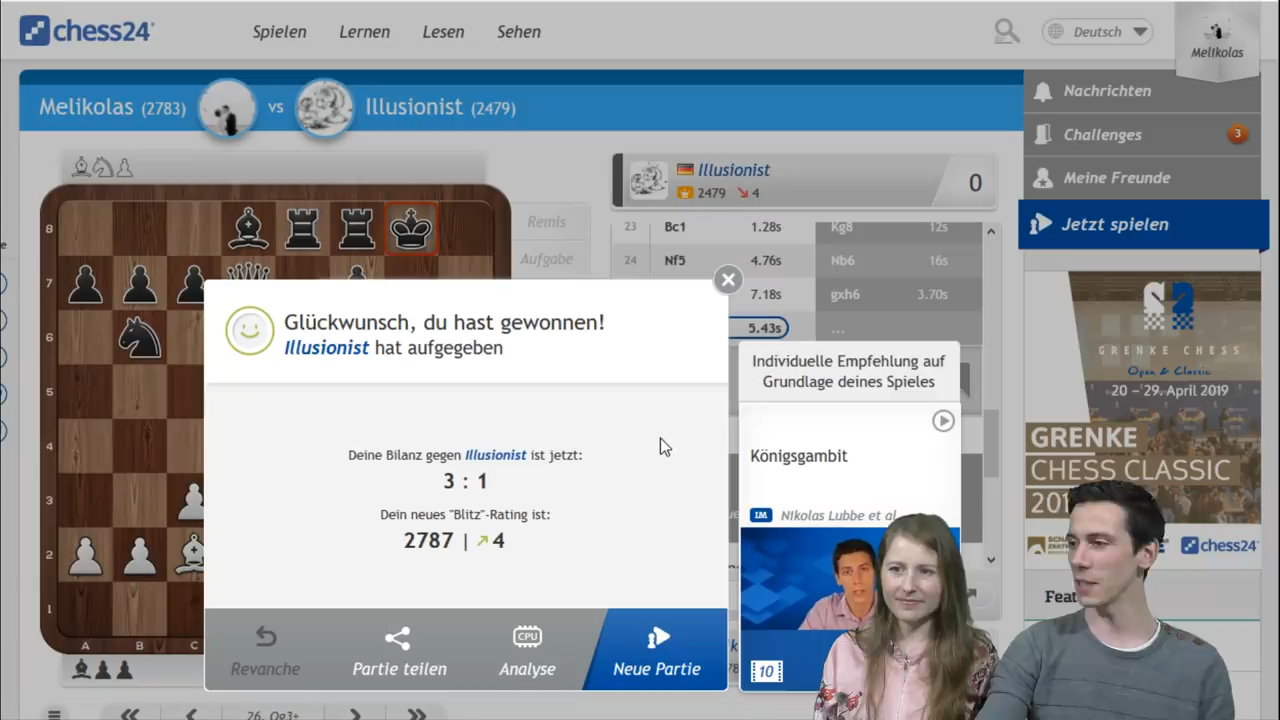 chess24
Spielen
Lernen
Lesen
Sehen
Deutsch
Melikolas
Melikolas (2783)
vs
Illusionist (2479)
Nachrichten
Challenges
3
Meine Freunde
Jetzt spielen
Illusionist
2479
4
0
Remis
Aufgabe
23 Bc1 1.28s Kg8 12s
24 Nf5 4.76s Nb6 16s
7.18s gxh6 3.70s
5.43s ...
8
7
6
5
4
3
2
1
A
B
C
Glückwunsch, du hast gewonnen!
Illusionist hat aufgegeben
Deine Bilanz gegen Illusionist ist jetzt:
3 : 1
Dein neues "Blitz"-Rating ist:
2787 | 4
Revanche
Partie teilen
CPU
Analyse
Neue Partie
Individuelle Empfehlung auf
Grundlage deines Spieles
Königsgambit
IM Nikolas Lubbe et al
10
GRENKE CHESS
Open & Classic
20 – 29. April 2019
GRENKE
CHESS CLASSIC
chess24
26. Qg3+